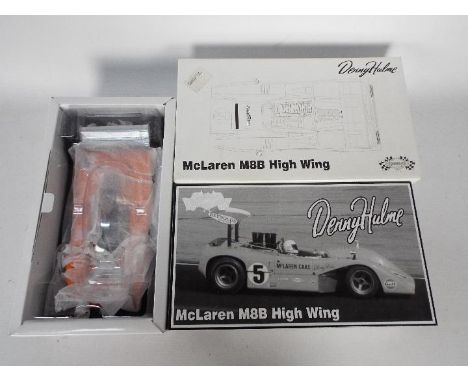 Denny Hulme
McLaren M8B High Wing
Denny Hulme
5
McLAREN CARS
McLaren M8B High Wing